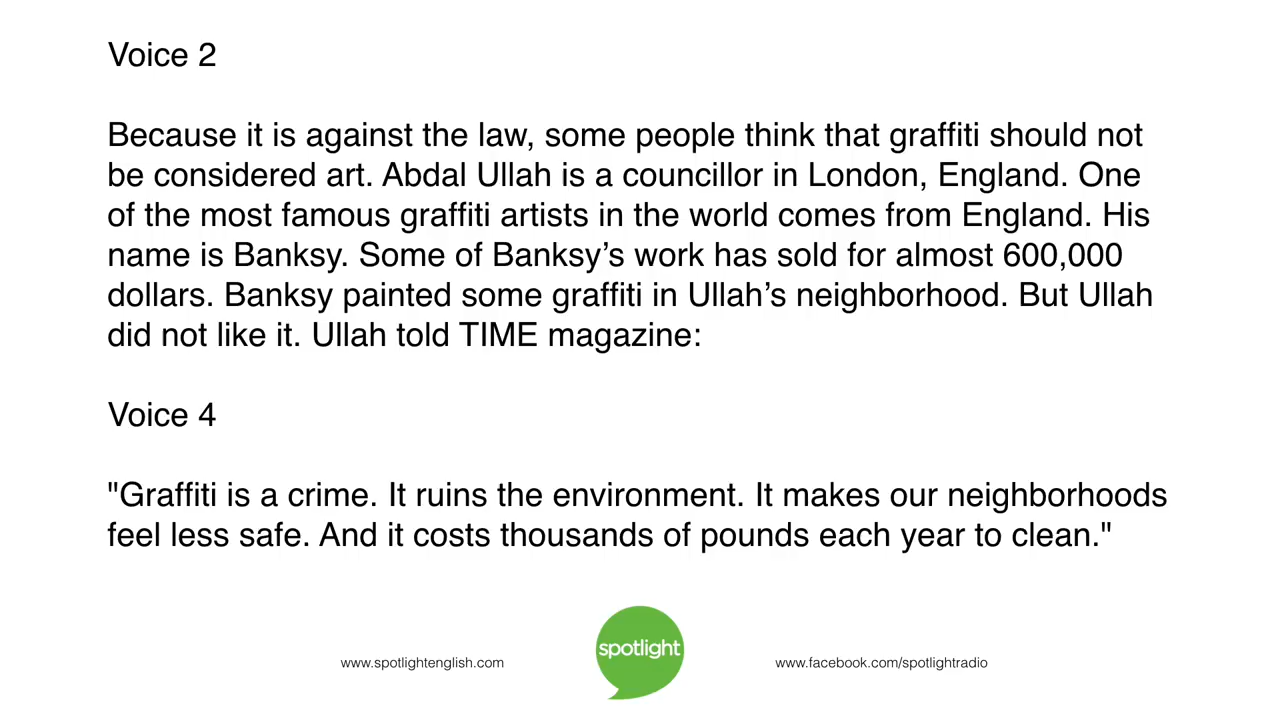 Voice 2
Because it is against the law, some people think that graffiti should not
be considered art. Abdal Ullah is a councillor in London, England. One
of the most famous graffiti artists in the world comes from England. His
name is Banksy. Some of Banksy’s work has sold for almost 600,000
dollars. Banksy painted some graffiti in Ullah’s neighborhood. But Ullah
did not like it. Ullah told TIME magazine:
Voice 4
"Graffiti is a crime. It ruins the environment. It makes our neighborhoods
feel less safe. And it costs thousands of pounds each year to clean."
www.spotlightenglish.com
spotlight
www.facebook.com/spotlightradio